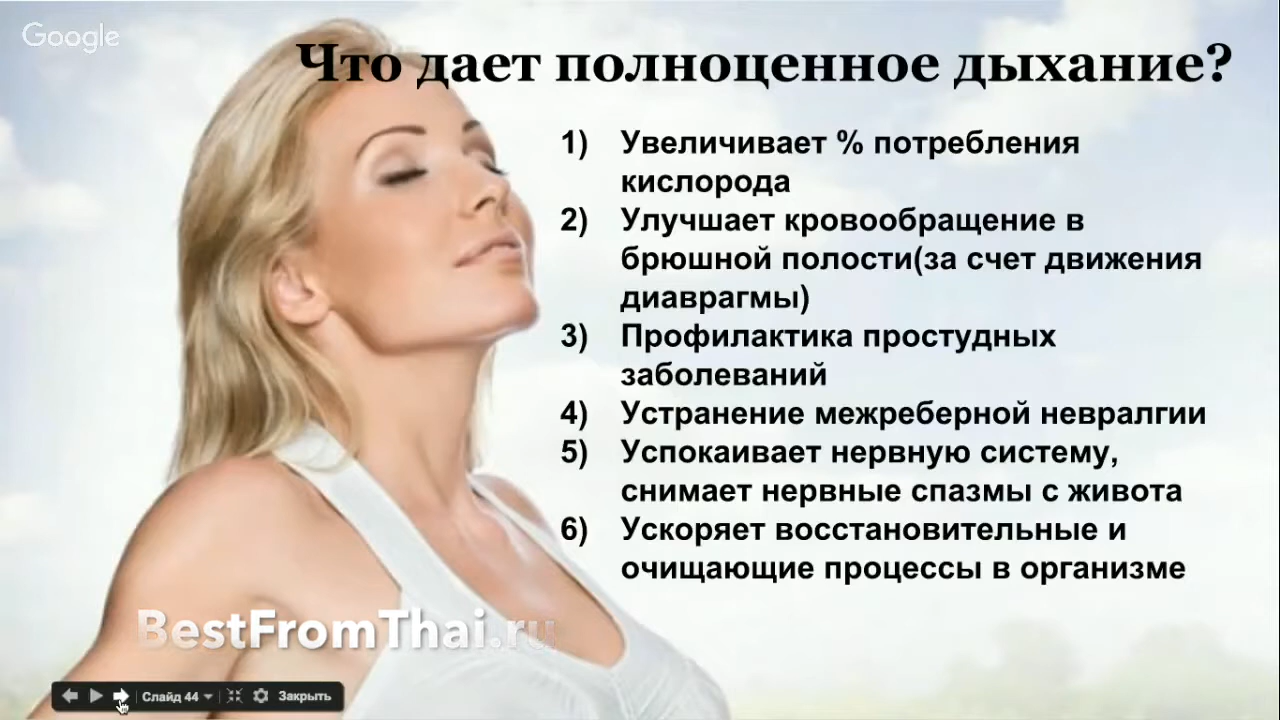 Google
Что дает полноценное дыхание?
1) Увеличивает % потребления
кислорода
2) Улучшает кровообращение в
брюшной полости(за счет движения
диаврагмы)
3) Профилактика простудных
заболеваний
4) Устранение межреберной невралгии
5) Успокаивает нервную систему,
снимает нервные спазмы с живота
6) Ускоряет восстановительные и
очищающие процессы в организме
BestFromThai.ru
Слайд 44 Закрыть